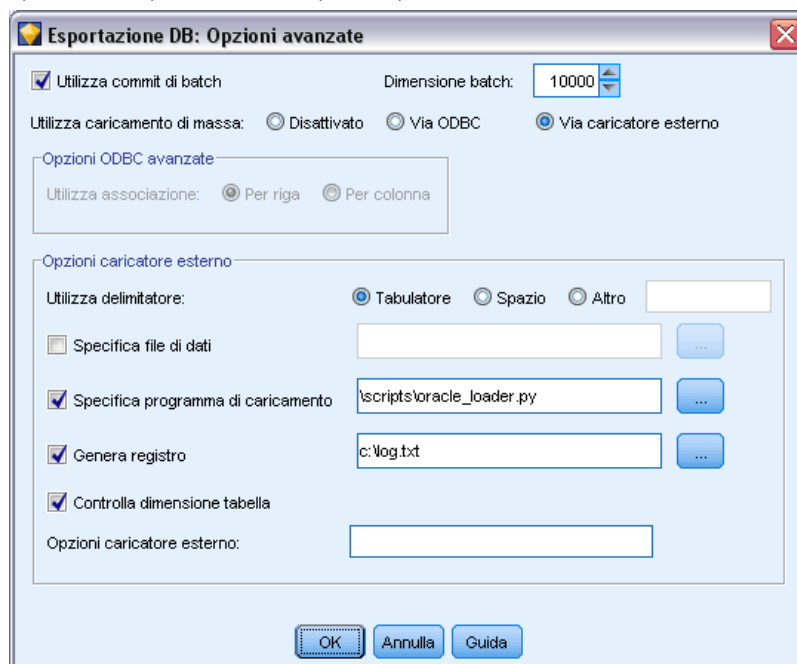 Esportazione DB: Opzioni avanzate
Utilizza commit di batch Dimensione batch: 10000
Utilizza caricamento di massa: Disattivato Via ODBC Via caricatore esterno
Opzioni ODBC avanzate
Utilizza associazione: Per riga Per colonna
Opzioni caricatore esterno
Utilizza delimitatore: Tabulatore Spazio Altro
Specifica file di dati ...
Specifica programma di caricamento \scripts\oracle_loader.py ...
Genera registro c:\log.txt ...
Controlla dimensione tabella
Opzioni caricatore esterno:
OK Annulla Guida